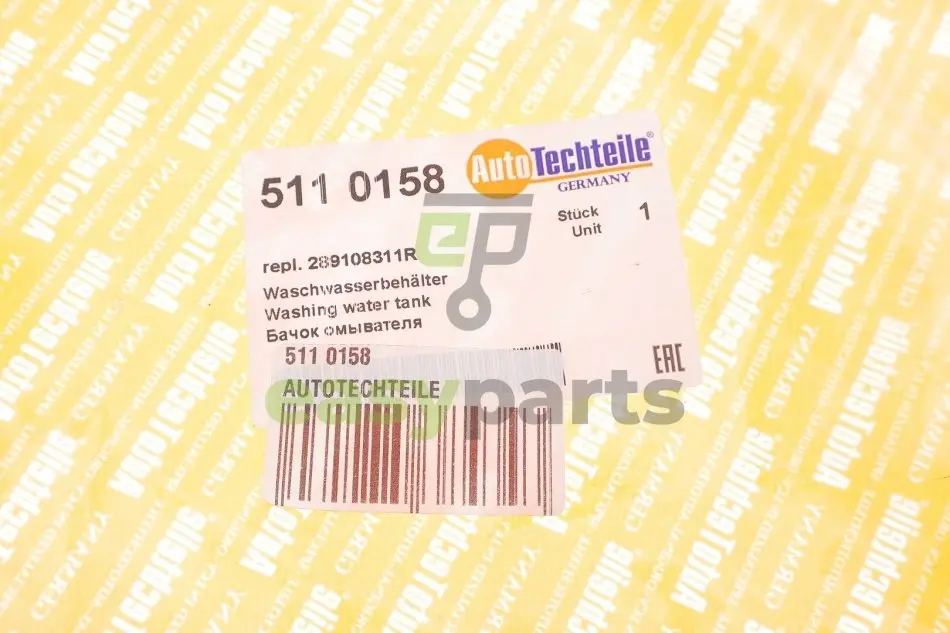 511 0158
AutoTechteile®
GERMANY
Stück 1
Unit
repl. 289108311R
Waschwasserbehälter
Washing water tank
Бачок омывателя
ep
511 0158
AUTOTECHTEILE
EAC
easyparts